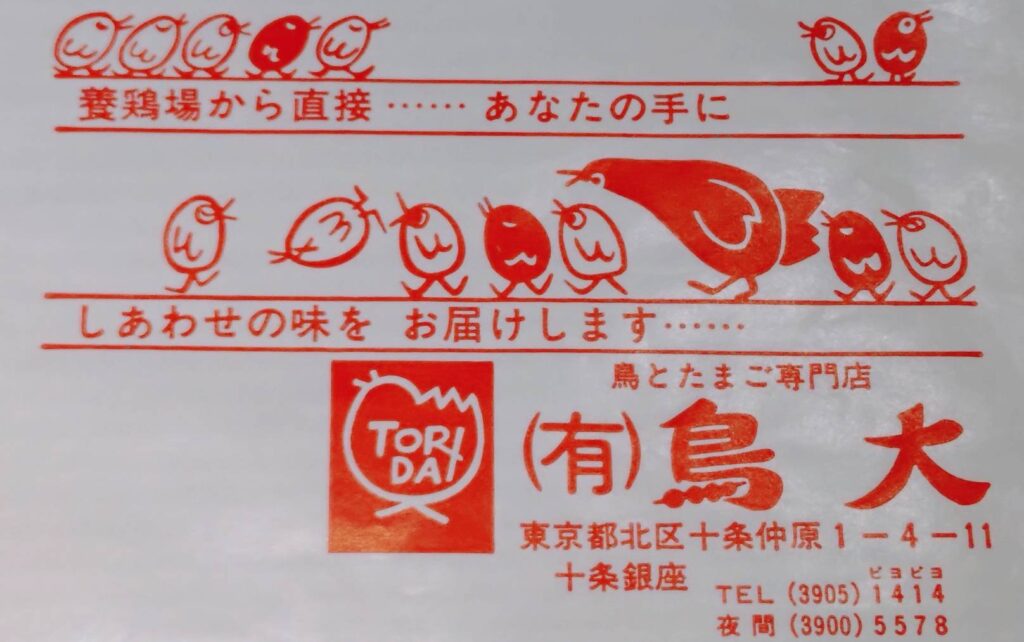 養鶏場から直接…… あなたの手に
しあわせの味を お届けします……
TORI
DAI
鳥とたまご専門店
(有)鳥大
東京都北区十条仲原1-4-11
十条銀座
ピヨピヨ
TEL (3905) 1414
夜間 (3900) 5578